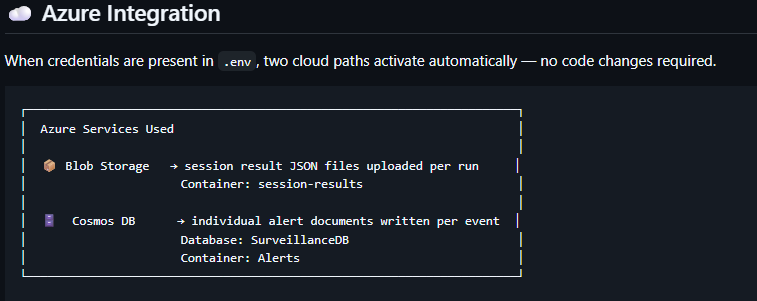 ☁️ Azure Integration
When credentials are present in .env, two cloud paths activate automatically — no code changes required.
Azure Services Used
📦 Blob Storage → session result JSON files uploaded per run
Container: session-results
🗄️ Cosmos DB → individual alert documents written per event
Database: SurveillanceDB
Container: Alerts